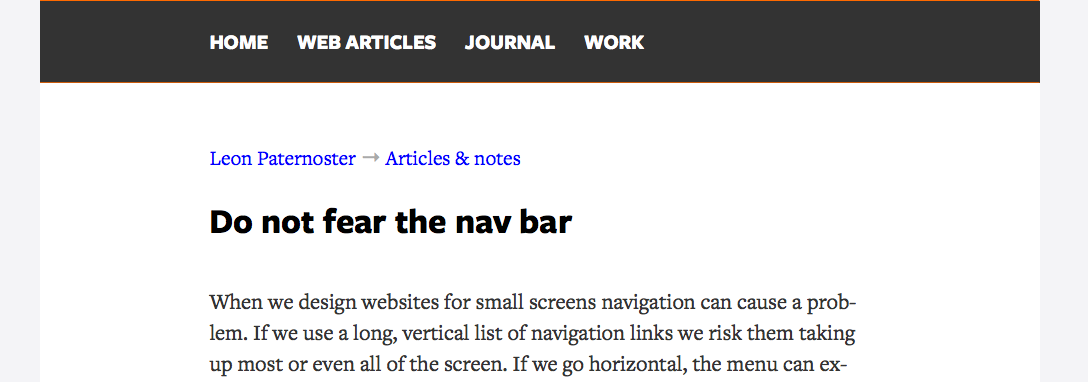 HOME WEB ARTICLES JOURNAL WORK
Leon Paternoster → Articles & notes
Do not fear the nav bar
When we design websites for small screens navigation can cause a prob-
lem. If we use a long, vertical list of navigation links we risk them taking
up most or even all of the screen. If we go horizontal, the menu can ex-